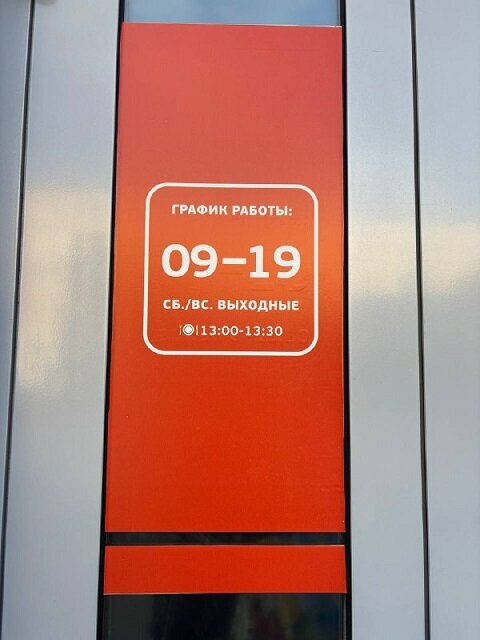 ГРАФИК РАБОТЫ:
09–19
СБ./ВС. ВЫХОДНЫЕ
13:00-13:30